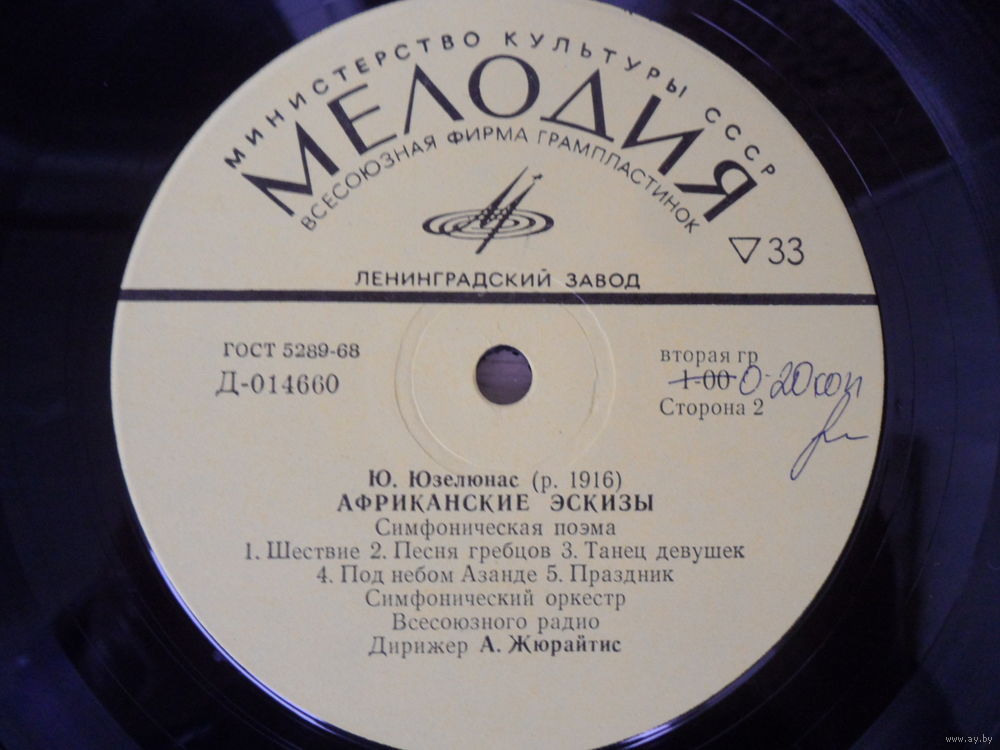 МИНИСТЕРСТВО КУЛЬТУРЫ СССР
МЕЛОДИЯ
ВСЕСОЮЗНАЯ ФИРМА ГРАМПЛАСТИНОК
33
ЛЕНИНГРАДСКИЙ ЗАВОД
ГОСТ 5289-68
Д-014660
вторая гр
1-00 0-20 коп
Сторона 2
Ю. Юзелюнас (р. 1916)
АФРИКАНСКИЕ ЭСКИЗЫ
Симфоническая поэма
1. Шествие 2. Песня гребцов 3. Танец девушек
4. Под небом Азанде 5. Праздник
Симфонический оркестр
Всесоюзного радио
Дирижер А. Жюрайтис
www.ay.by